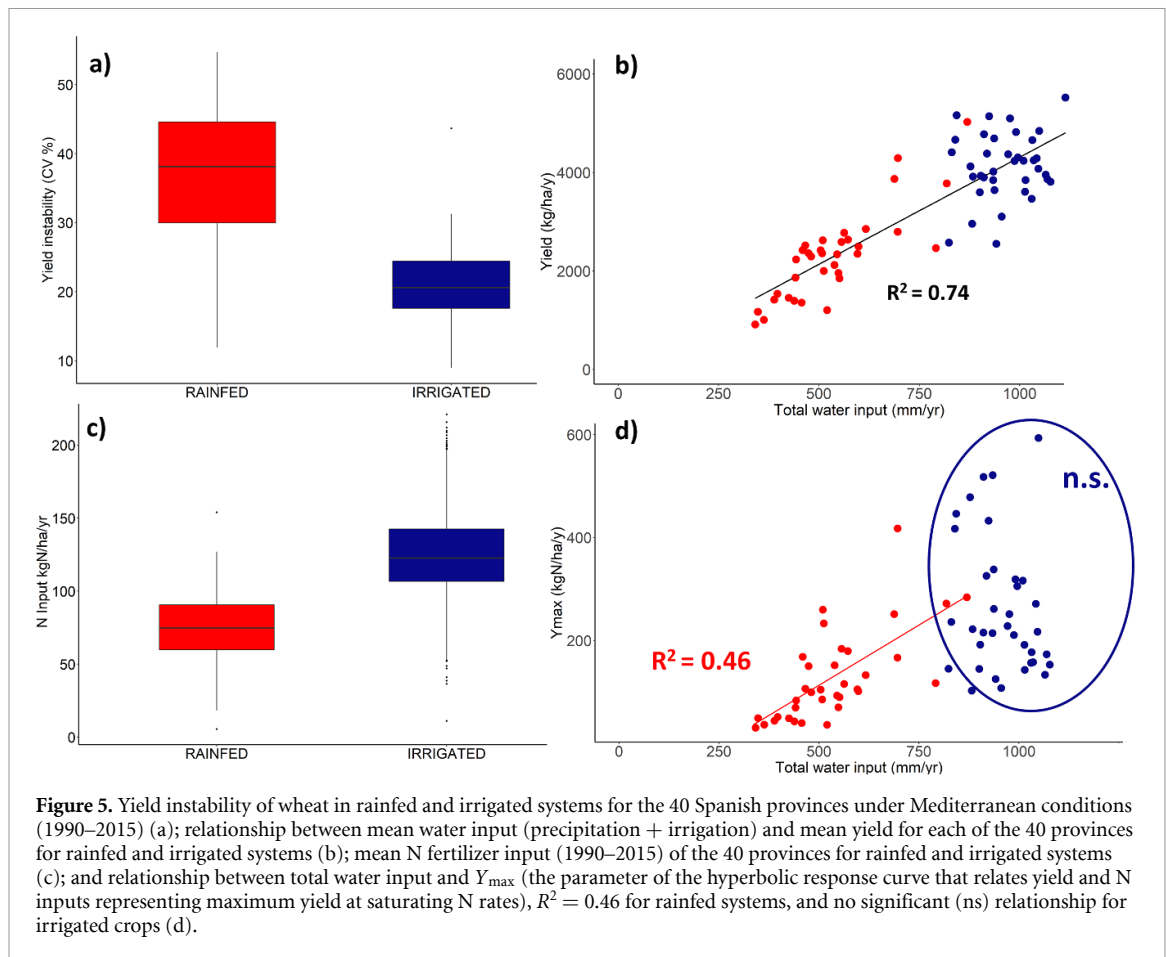 a)
Yield instability (CV %)
50
40
30
20
10
RAINFED
IRRIGATED
b)
Yield (kg/ha/y)
6000
4000
2000
0
R² = 0.74
0
250
500
750
1000
Total water input (mm/yr)
c)
N Input kgN/ha/yr
200
150
100
50
0
RAINFED
IRRIGATED
d)
Ymax (kgN/ha/y)
600
400
200
0
n.s.
R² = 0.46
0
250
500
750
1000
Total water input (mm/yr)
Figure 5. Yield instability of wheat in rainfed and irrigated systems for the 40 Spanish provinces under Mediterranean conditions
(1990–2015) (a); relationship between mean water input (precipitation + irrigation) and mean yield for each of the 40 provinces
for rainfed and irrigated systems (b); mean N fertilizer input (1990–2015) of the 40 provinces for rainfed and irrigated systems
(c); and relationship between total water input and Ymax (the parameter of the hyperbolic response curve that relates yield and N
inputs representing maximum yield at saturating N rates), R² = 0.46 for rainfed systems, and no significant (ns) relationship for
irrigated crops (d).